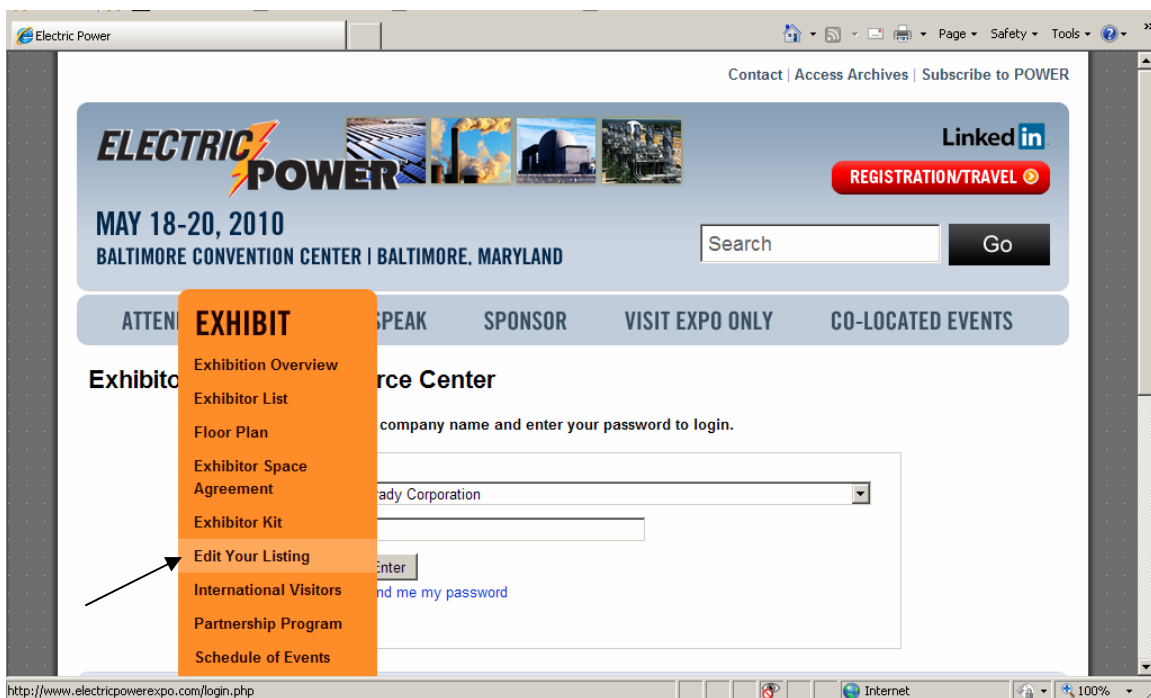 Electric Power
Page Safety Tools
Contact | Access Archives | Subscribe to POWER
ELECTRIC
POWER
Linked in
REGISTRATION/TRAVEL
MAY 18-20, 2010
BALTIMORE CONVENTION CENTER | BALTIMORE, MARYLAND
Search
Go
ATTEN EXHIBIT SPEAK SPONSOR VISIT EXPO ONLY CO-LOCATED EVENTS
Exhibition Overview
Exhibito rce Center
Exhibitor List
company name and enter your password to login.
Floor Plan
Exhibitor Space
Agreement
rady Corporation
Exhibitor Kit
Edit Your Listing
Enter
International Visitors
nd me my password
Partnership Program
Schedule of Events
http://www.electricpowerexpo.com/login.php
Internet
100%